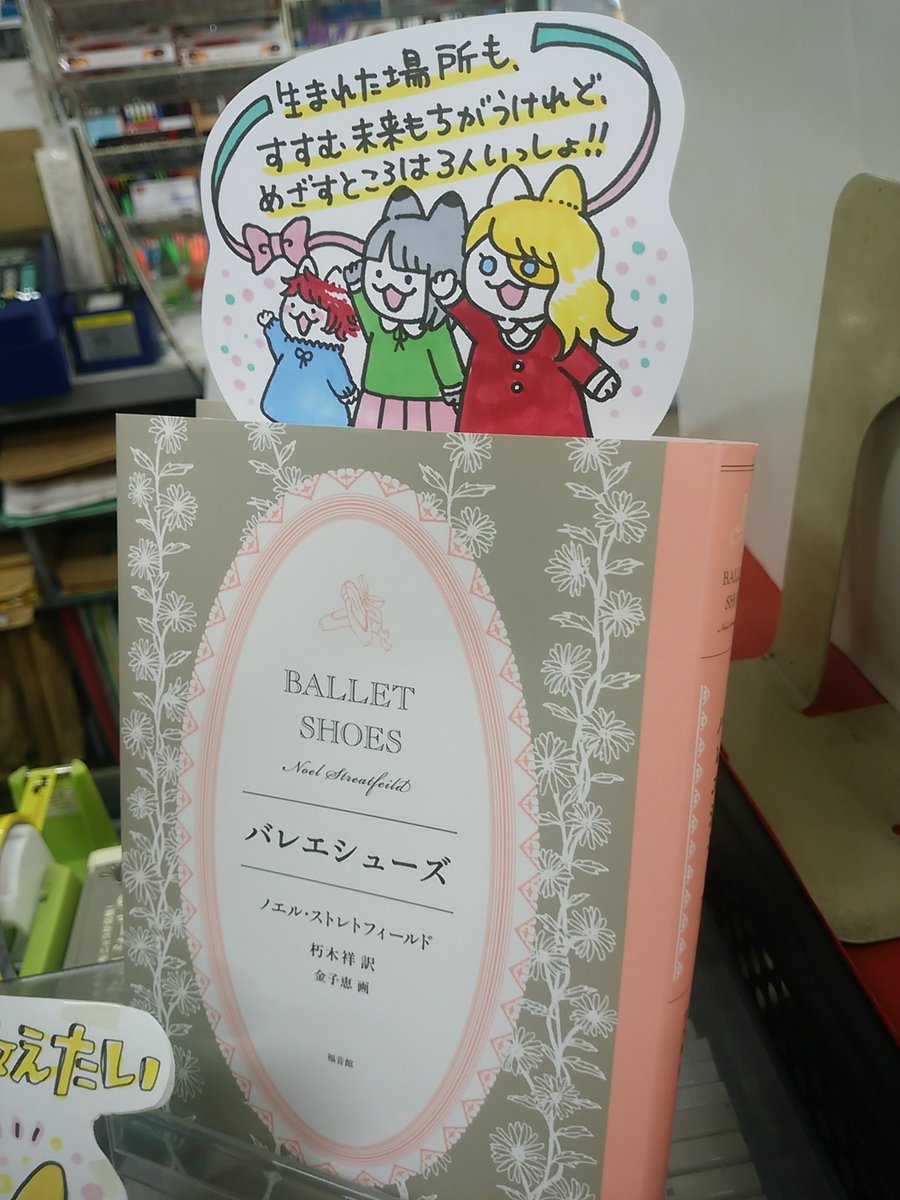 生まれた場所も、
すすむ未来もちがうけれど、
めざすところは3人いっしょ!!
BALLET
SHOES
Noel Streatfeild
バレエシューズ
ノエル・ストレトフィールド
朽木祥 訳
金子恵 画
福音館
えたい